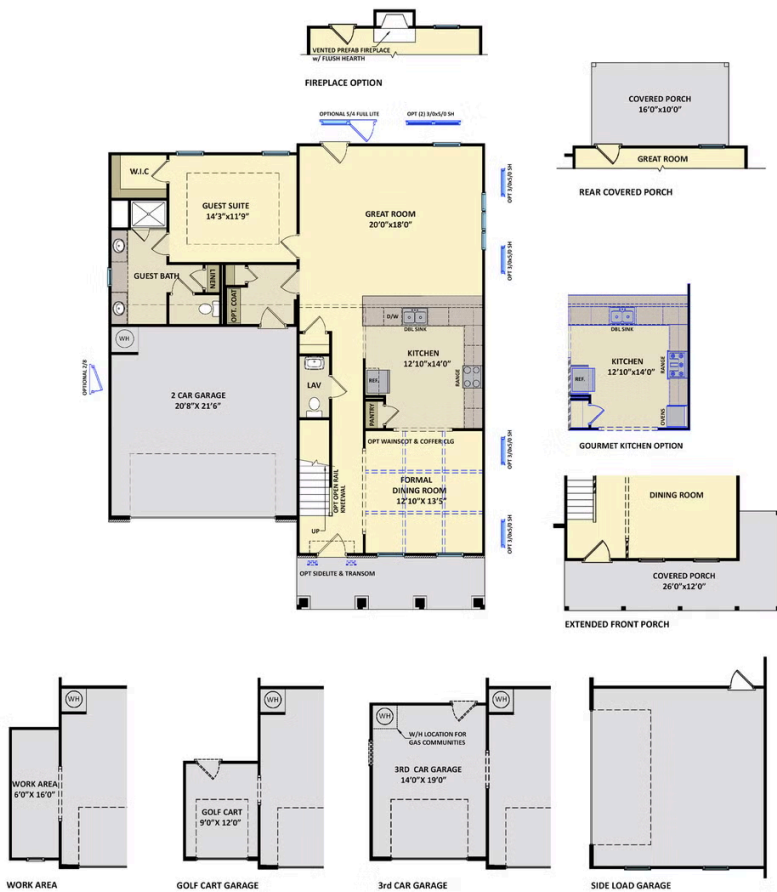 VENTED PREFAB FIREPLACE
w/ FLUSH HEARTH
FIREPLACE OPTION
COVERED PORCH
16'0"x10'0"
GREAT ROOM
REAR COVERED PORCH
OPTIONAL 5/4 FULL LITE
OPT (2) 3/0x5/0 SH
W.I.C
GUEST SUITE
14'3"x11'9"
GREAT ROOM
20'0"x18'0"
OPT 3/0x5/0 SH
OPT 3/0x5/0 SH
GUEST BATH
LINEN
OPT. COAT
D/W
DBL SINK
KITCHEN
12'10"x14'0"
REF.
RANGE
PANTRY
WH
LAV
2 CAR GARAGE
20'8"X 21'6"
OPTIONAL 2/8
OPT WAINSCOT & COFFER CLG
FORMAL
DINING ROOM
12'10"X 13'5"
OPT 3/0x5/0 SH
OPT 3/0x5/0 SH
OPT OPEN RAIL
KNEEWALL
UP
OPT SIDELITE & TRANSOM
DBL SINK
KITCHEN
12'10"x14'0"
REF.
RANGE
OVENS
GOURMET KITCHEN OPTION
DINING ROOM
COVERED PORCH
26'0"x12'0"
EXTENDED FRONT PORCH
WH
WORK AREA
6'0"X 16'0"
WORK AREA
WH
GOLF CART
9'0"X 12'0"
GOLF CART GARAGE
WH
W/H LOCATION FOR
GAS COMMUNITIES
WH
3RD CAR GARAGE
14'0"X 19'0"
3rd CAR GARAGE
SIDE LOAD GARAGE